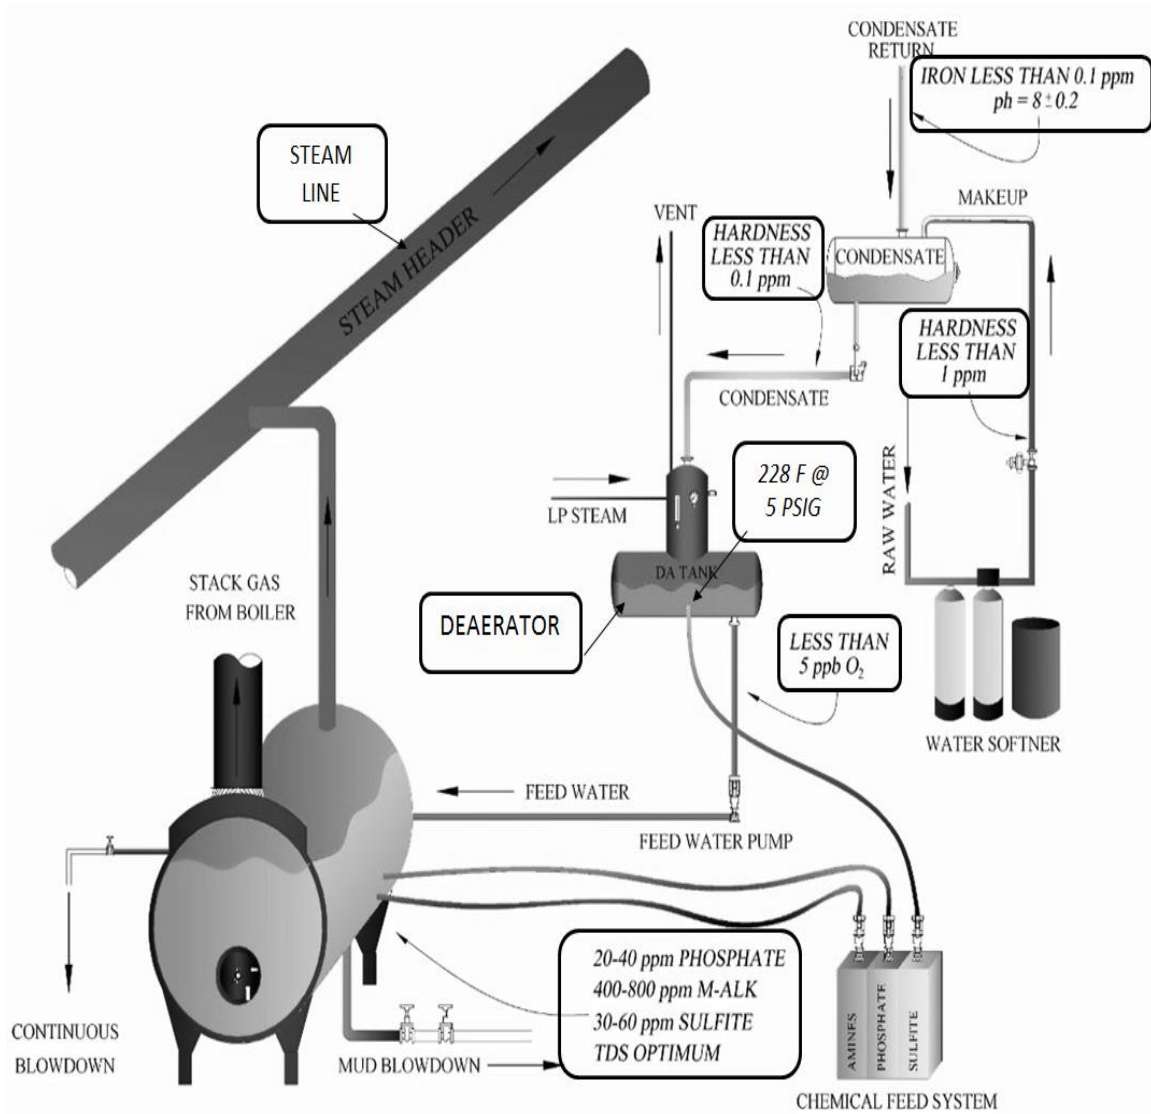 CONDENSATE
RETURN
IRON LESS THAN 0.1 ppm
ph = 8 ± 0.2
STEAM
LINE
STEAM HEADER
VENT
MAKEUP
HARDNESS
LESS THAN
0.1 ppm
CONDENSATE
HARDNESS
LESS THAN
1 ppm
CONDENSATE
228 F @
5 PSIG
LP STEAM
RAW WATER
DA TANK
STACK GAS
FROM BOILER
DEAERATOR
LESS THAN
5 ppb O₂
WATER SOFTNER
FEED WATER
FEED WATER PUMP
20-40 ppm PHOSPHATE
400-800 ppm M-ALK
30-60 ppm SULFITE
TDS OPTIMUM
AMINES
PHOSPHATE
SULFITE
CONTINUOUS
BLOWDOWN
MUD BLOWDOWN
CHEMICAL FEED SYSTEM